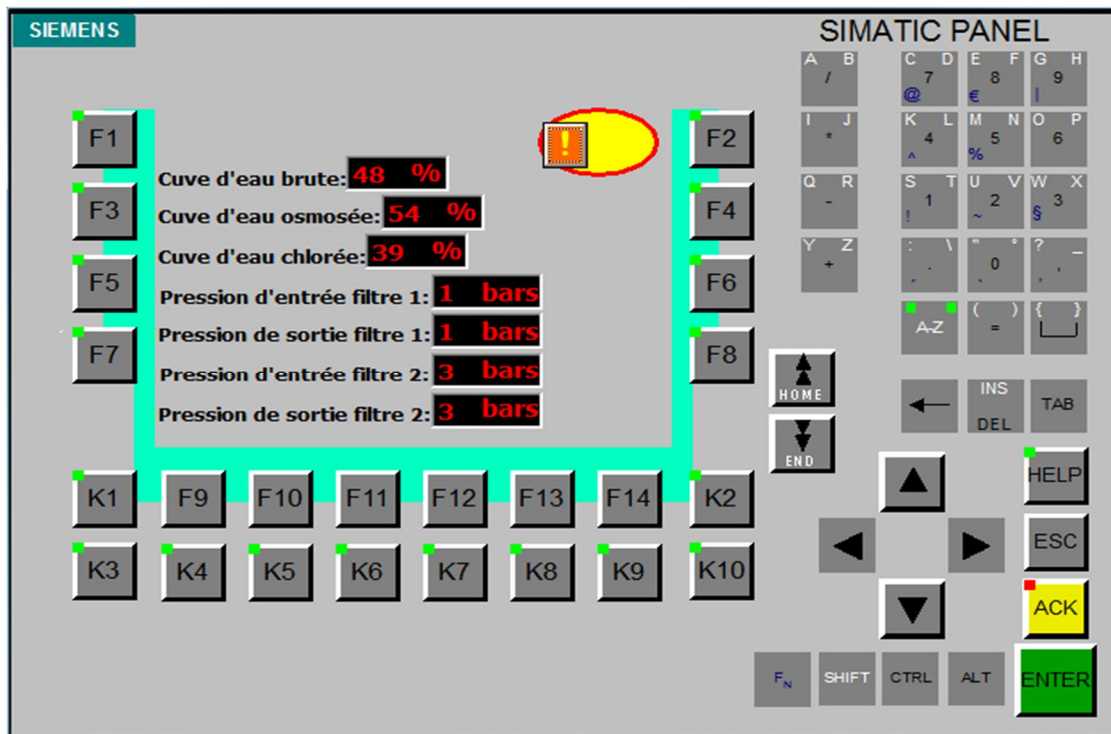 SIEMENS
SIMATIC PANEL
F1
F3
F5
F7
!
Cuve d'eau brute: 48 %
Cuve d'eau osmosée: 54 %
Cuve d'eau chlorée: 39 %
Pression d'entrée filtre 1: 1 bars
Pression de sortie filtre 1: 1 bars
Pression d'entrée filtre 2: 3 bars
Pression de sortie filtre 2: 3 bars
F2
F4
F6
F8
K1 F9 F10 F11 F12 F13 F14 K2
K3 K4 K5 K6 K7 K8 K9 K10
HOME
END
A B C D E F G H
/ 7 8 9
@ € |
I J K L M N O P
* 4 5 6
^ %
Q R S T U V W X
- 1 2 3
! ~ §
Y Z : \ " ° ? _
+ . 0 ,
( ) { }
A-Z =
INS
DEL
TAB
HELP
ESC
ACK
FN SHIFT CTRL ALT ENTER